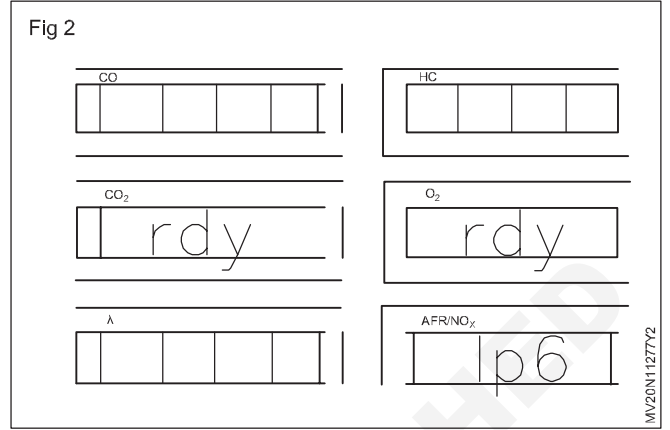 Fig 2
CO HC
CO₂ O₂
rdy rdy
λ AFR/NOₓ
p6
MV20N11277Y2